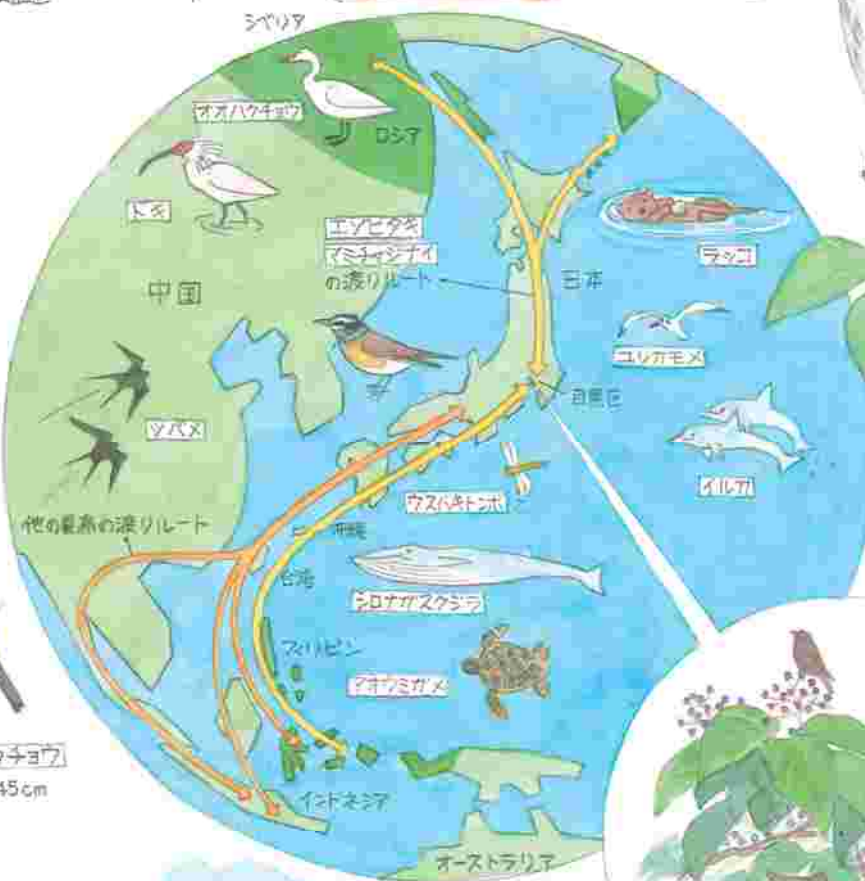 シベリア
オオハクチョウ
ロシア
トキ
エゾビタキ
マミチャジナイ
の渡りルート
ラッコ
中国
日本
ユリカモメ
目黒区
ツバメ
イルカ
ウスバキトンボ
他の夏鳥の渡りルート
沖縄
台湾
シロナガスクジラ
フィリピン
アオウミガメ
チョウ
45cm
インドネシア
オーストラリア